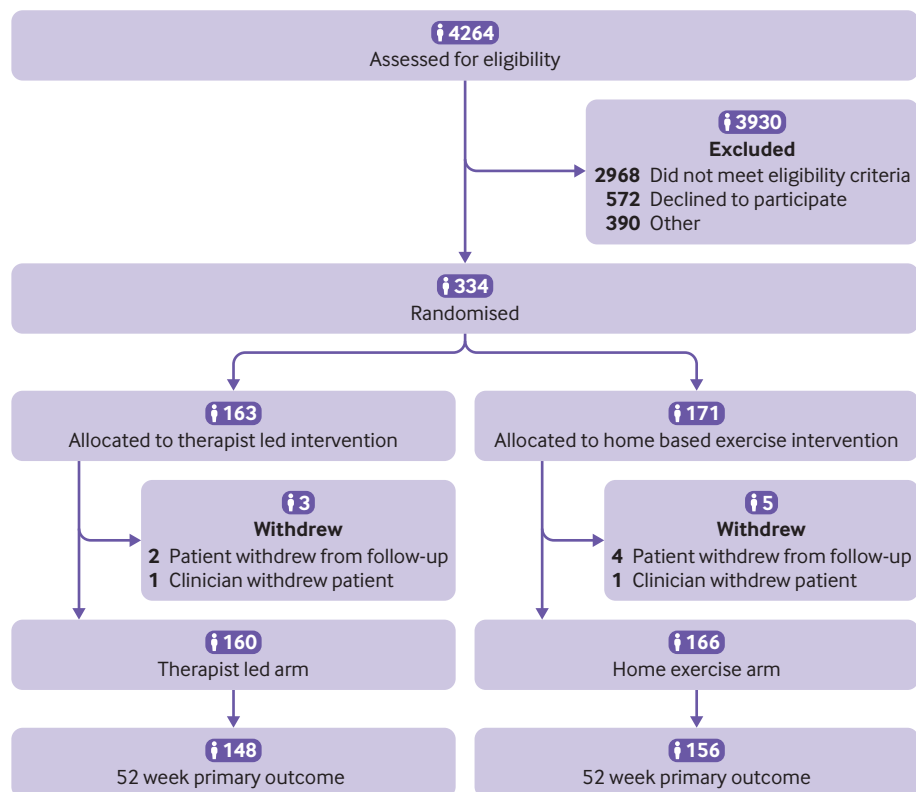 4264
Assessed for eligibility
3930
Excluded
2968 Did not meet eligibility criteria
572 Declined to participate
390 Other
334
Randomised
163
Allocated to therapist led intervention
171
Allocated to home based exercise intervention
3
Withdrew
2 Patient withdrew from follow-up
1 Clinician withdrew patient
5
Withdrew
4 Patient withdrew from follow-up
1 Clinician withdrew patient
160
Therapist led arm
166
Home exercise arm
148
52 week primary outcome
156
52 week primary outcome